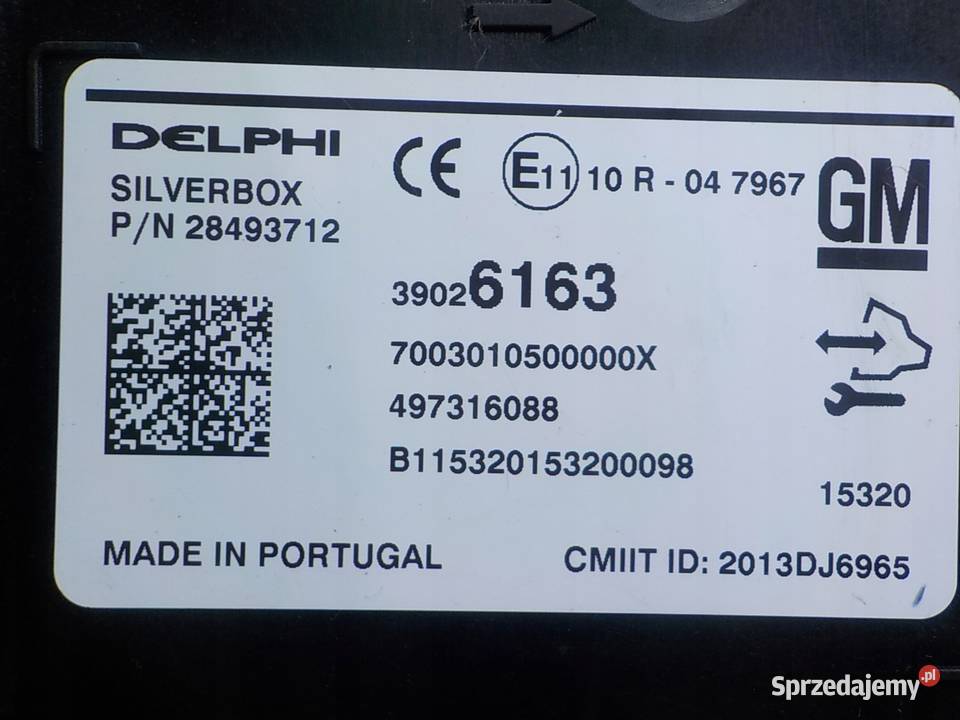 DELPHI
SILVERBOX
P/N 28493712
CE
E11 10 R - 04 7967
GM
39026163
7003010500000X
497316088
B115320153200098
15320
MADE IN PORTUGAL
CMIIT ID: 2013DJ6965
Sprzedajemy.pl